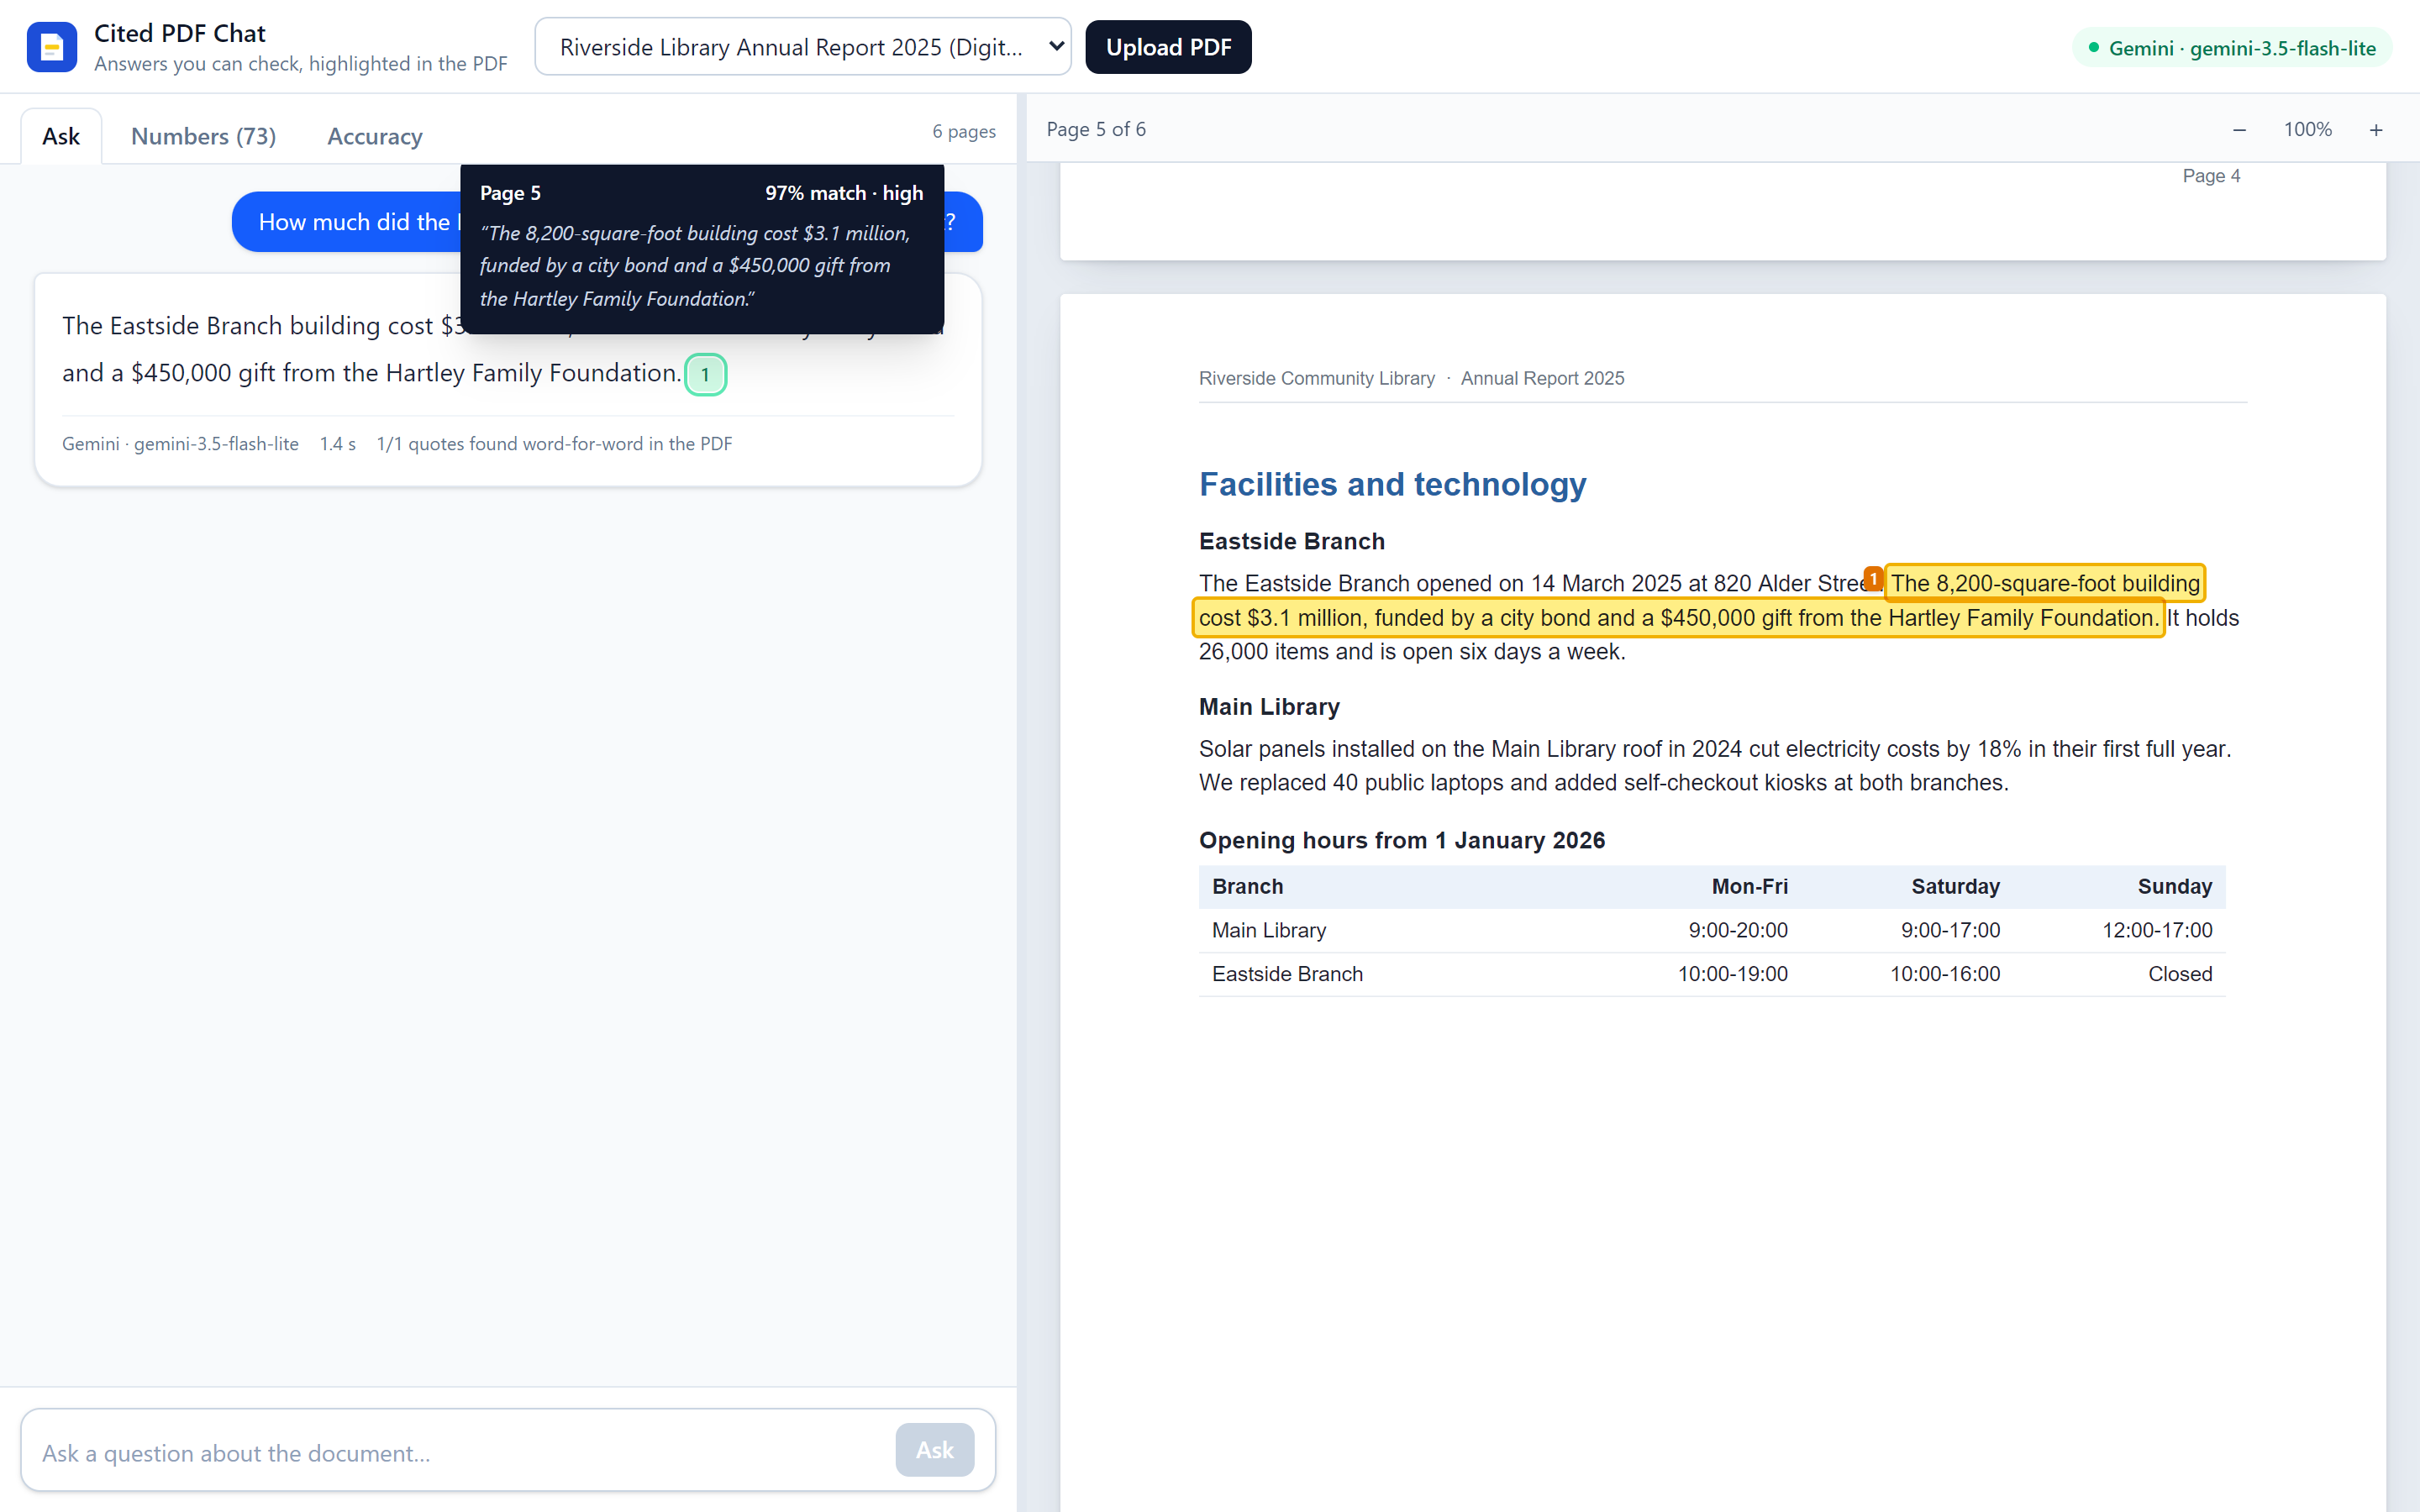 Cited PDF Chat
Answers you can check, highlighted in the PDF
Riverside Library Annual Report 2025 (Digit...
Upload PDF
Gemini · gemini-3.5-flash-lite
Ask
Numbers (73)
Accuracy
6 pages
How much did the
?
Page 5
97% match · high
“The 8,200-square-foot building cost $3.1 million,
funded by a city bond and a $450,000 gift from
the Hartley Family Foundation.”
The Eastside Branch building cost
and a $450,000 gift from the Hartley Family Foundation. 1
Gemini · gemini-3.5-flash-lite 1.4 s 1/1 quotes found word-for-word in the PDF
Ask a question about the document...
Ask
Page 5 of 6
− 100% +
Page 4
Riverside Community Library · Annual Report 2025
Facilities and technology
Eastside Branch
The Eastside Branch opened on 14 March 2025 at 820 Alder 1 The 8,200-square-foot building
cost $3.1 million, funded by a city bond and a $450,000 gift from the Hartley Family Foundation. It holds
26,000 items and is open six days a week.
Main Library
Solar panels installed on the Main Library roof in 2024 cut electricity costs by 18% in their first full year.
We replaced 40 public laptops and added self-checkout kiosks at both branches.
Opening hours from 1 January 2026
Branch Mon-Fri Saturday Sunday
Main Library 9:00-20:00 9:00-17:00 12:00-17:00
Eastside Branch 10:00-19:00 10:00-16:00 Closed